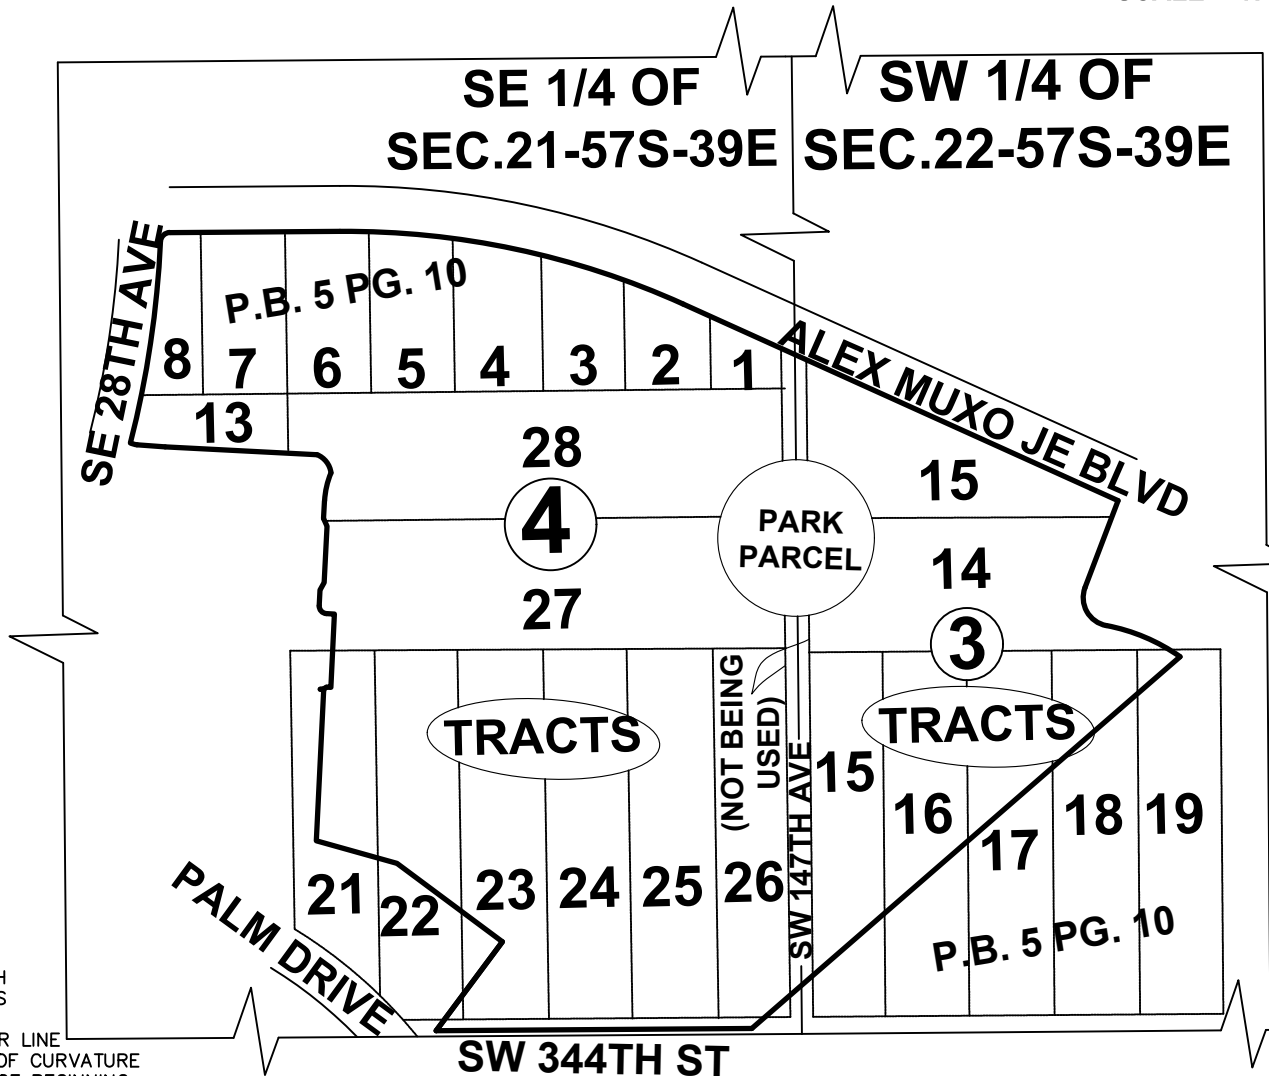 SE 1/4 OF
SEC.21-57S-39E
SW 1/4 OF
SEC.22-57S-39E
SE 28TH AVE
P.B. 5 PG. 10
ALEX MUXO JE BLVD
8
7
6
5
4
3
2
1
13
28
15
4
PARK
PARCEL
14
27
3
TRACTS
(NOT BEING
USED)
SW 147TH AVE
TRACTS
15
16
17
18
19
21
22
23
24
25
26
P.B. 5 PG. 10
PALM DRIVE
SW 344TH ST
H
S
R LINE
OF CURVATURE